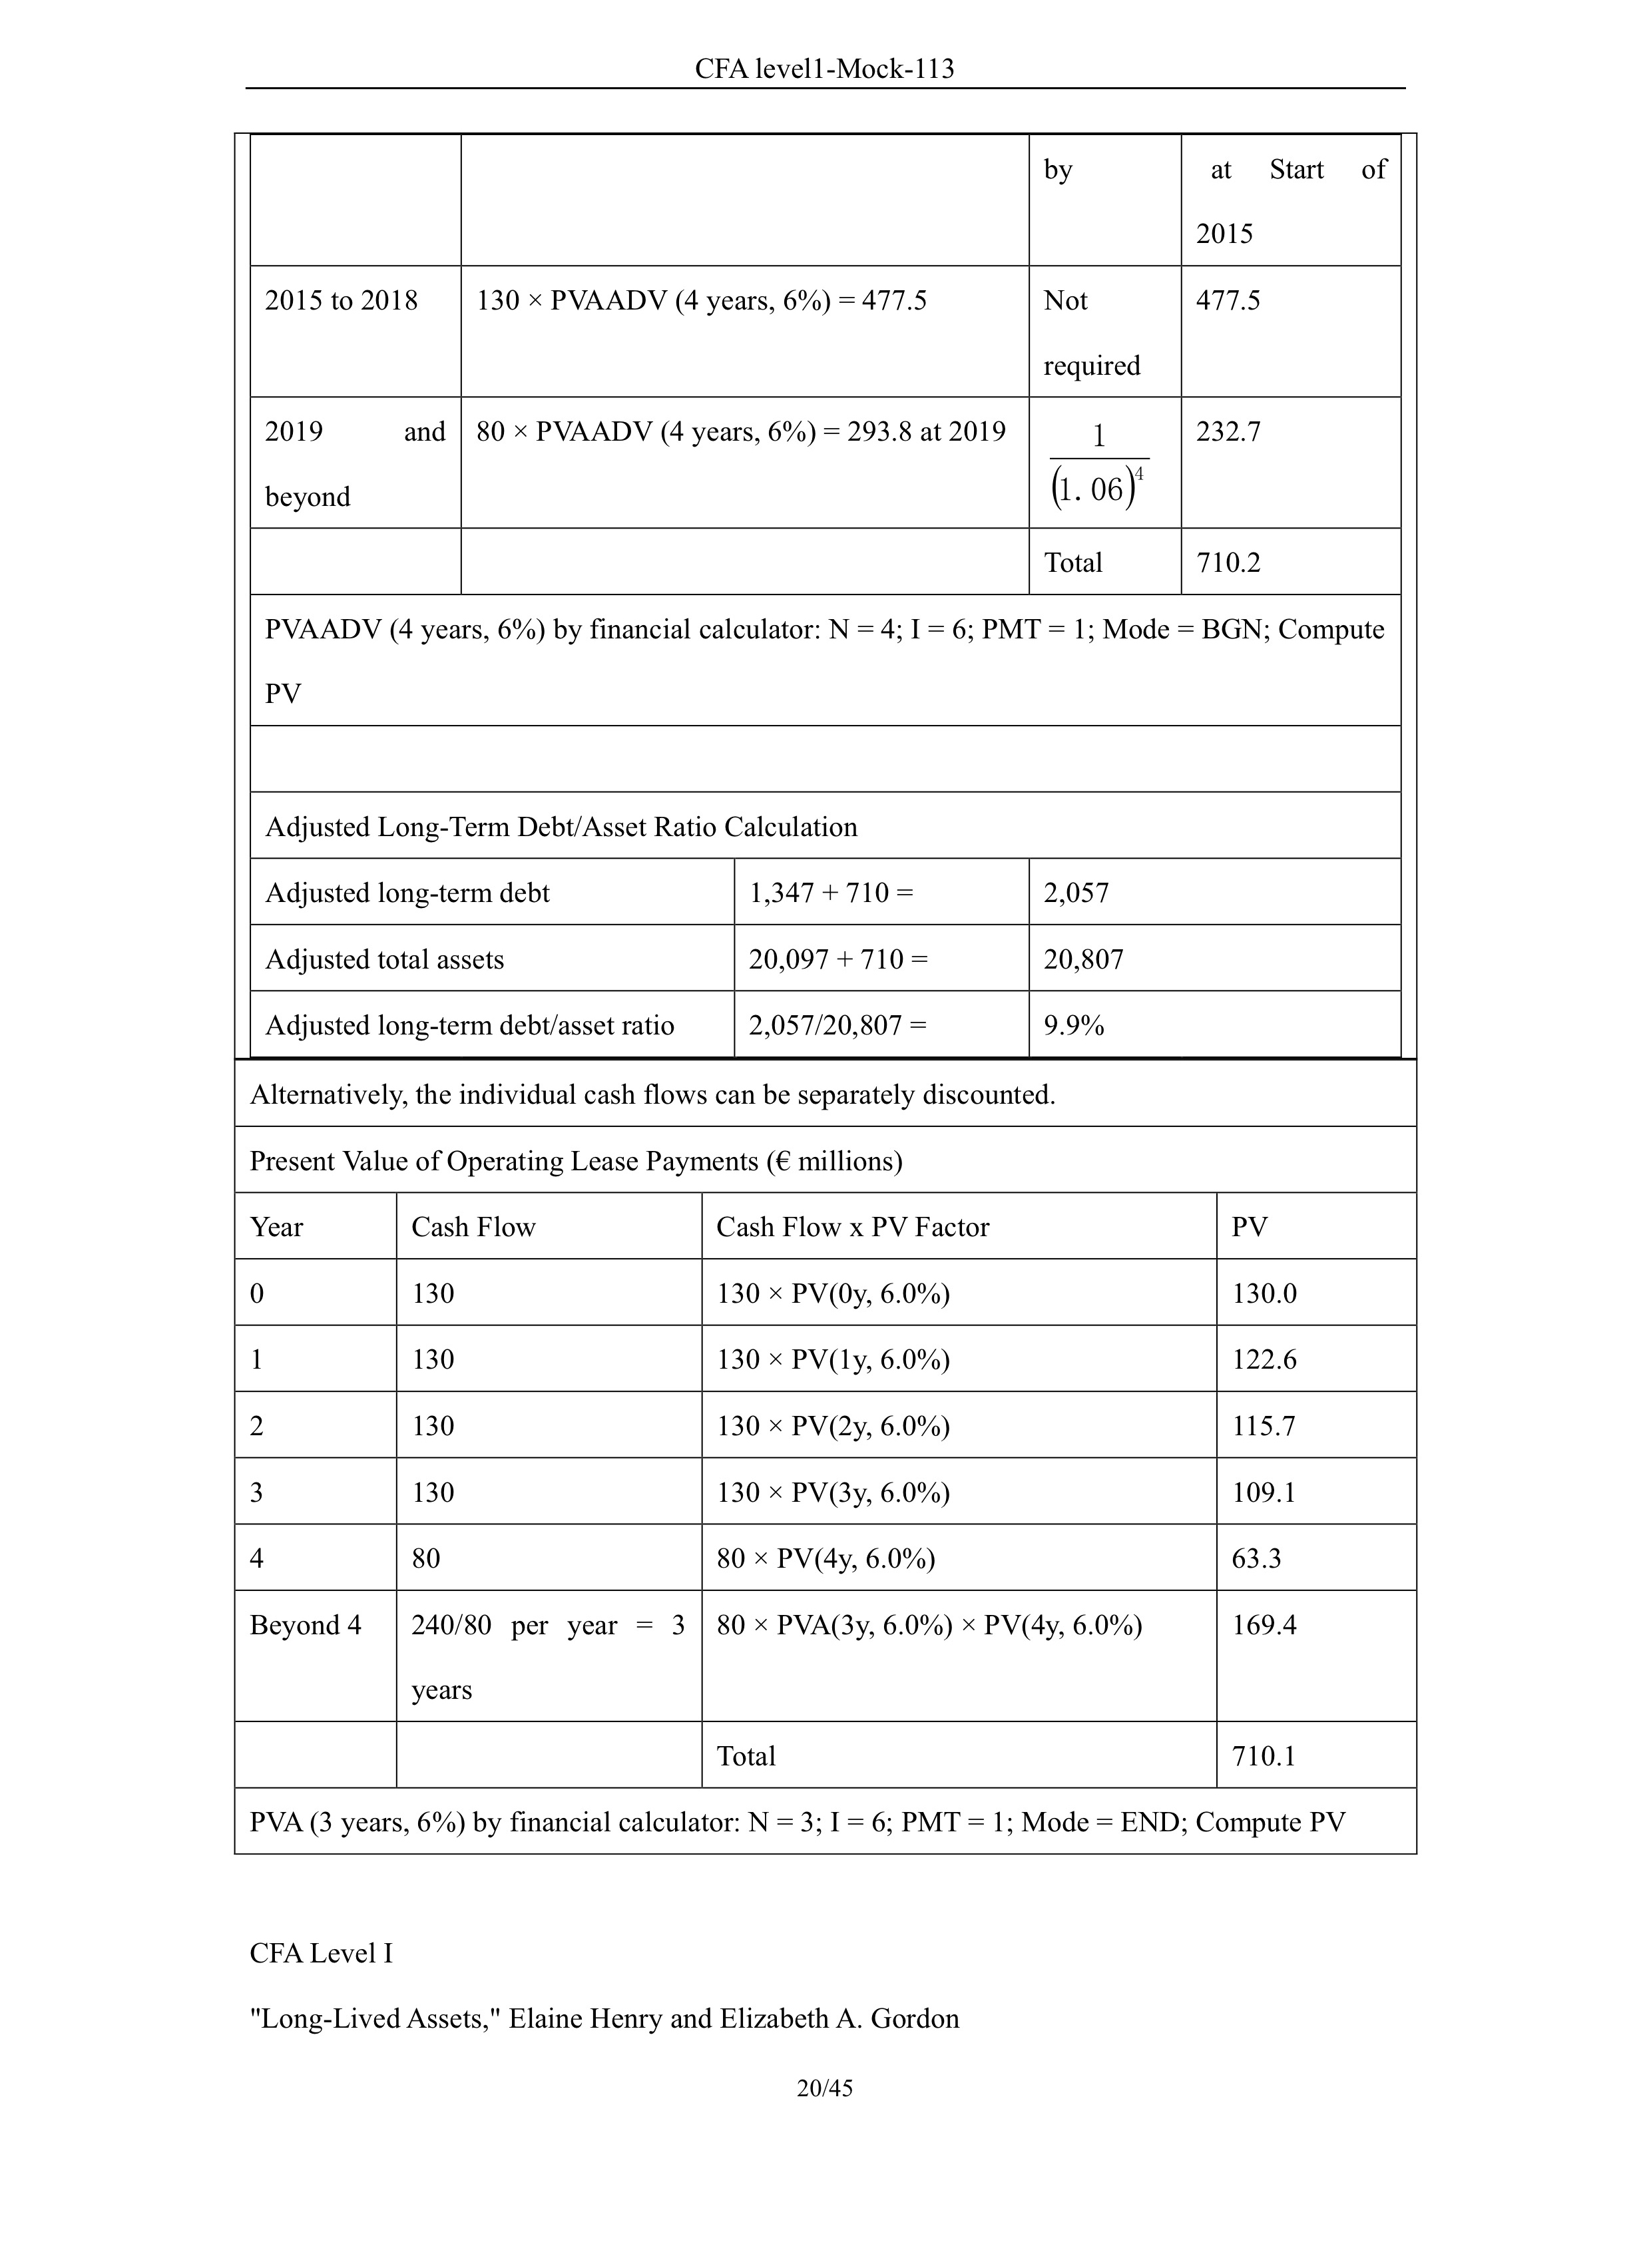 CFA level1-Mock-113
by
at Start of
2015
2015 to 2018
130 × PVAADV (4 years, 6%) = 477.5
Not
required
477.5
2019 and
beyond
80 × PVAADV (4 years, 6%) = 293.8 at 2019
1
(1. 06)^4
232.7
Total
710.2
PVAADV (4 years, 6%) by financial calculator: N = 4; I = 6; PMT = 1; Mode = BGN; Compute
PV
Adjusted Long-Term Debt/Asset Ratio Calculation
Adjusted long-term debt
1,347 + 710 =
2,057
Adjusted total assets
20,097 + 710 =
20,807
Adjusted long-term debt/asset ratio
2,057/20,807 =
9.9%
Alternatively, the individual cash flows can be separately discounted.
Present Value of Operating Lease Payments (€ millions)
Year
Cash Flow
Cash Flow x PV Factor
PV
0
130
130 × PV(0y, 6.0%)
130.0
1
130
130 × PV(1y, 6.0%)
122.6
2
130
130 × PV(2y, 6.0%)
115.7
3
130
130 × PV(3y, 6.0%)
109.1
4
80
80 × PV(4y, 6.0%)
63.3
Beyond 4
240/80 per year = 3
years
80 × PVA(3y, 6.0%) × PV(4y, 6.0%)
169.4
Total
710.1
PVA (3 years, 6%) by financial calculator: N = 3; I = 6; PMT = 1; Mode = END; Compute PV
CFA Level I
"Long-Lived Assets," Elaine Henry and Elizabeth A. Gordon
20/45